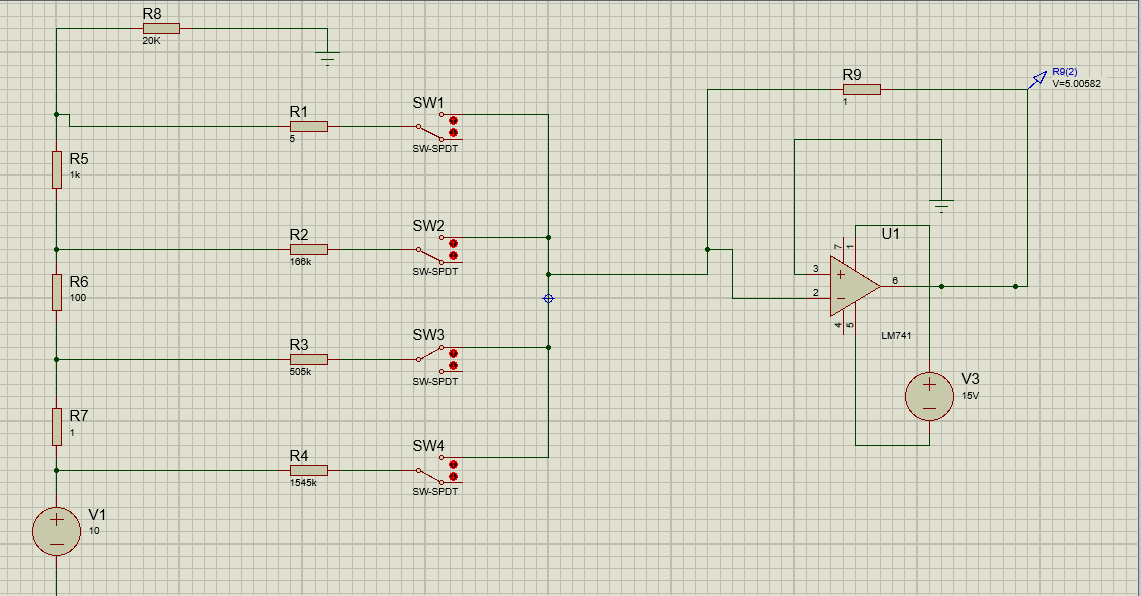 R8
20K
R9(2)
V=5.00582
R9
1
SW1
R1
5
SW-SPDT
R5
1k
SW2
R2
166k
SW-SPDT
U1
7
1
3
2
6
4
5
LM741
R6
100
SW3
R3
505k
SW-SPDT
V3
15V
R7
1
SW4
R4
1545k
SW-SPDT
V1
10